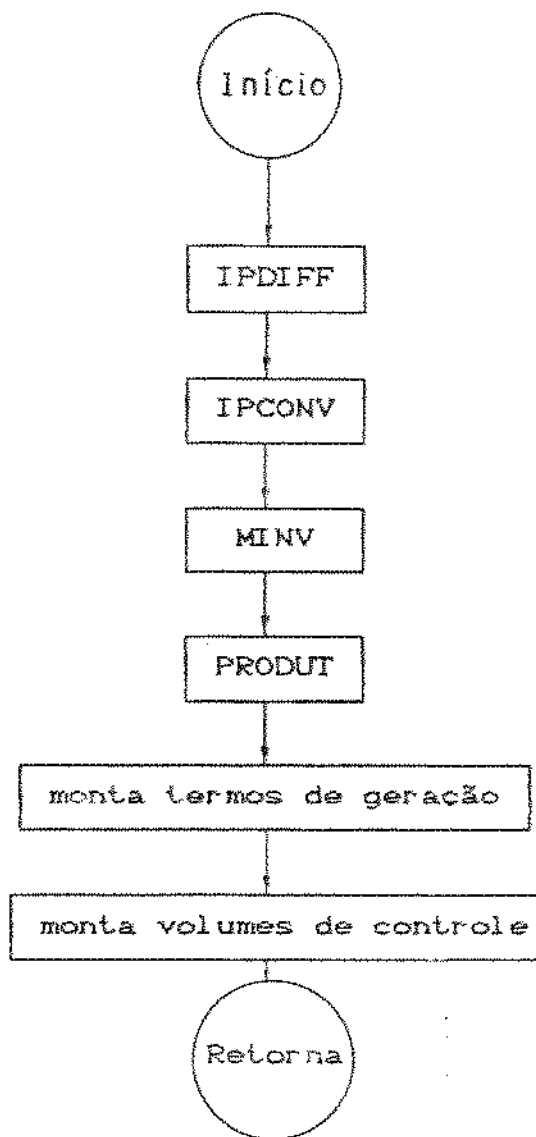 Início
IPDIFF
IPCONV
MINV
PRODUT
monta termos de geração
monta volumes de controle
Retorna